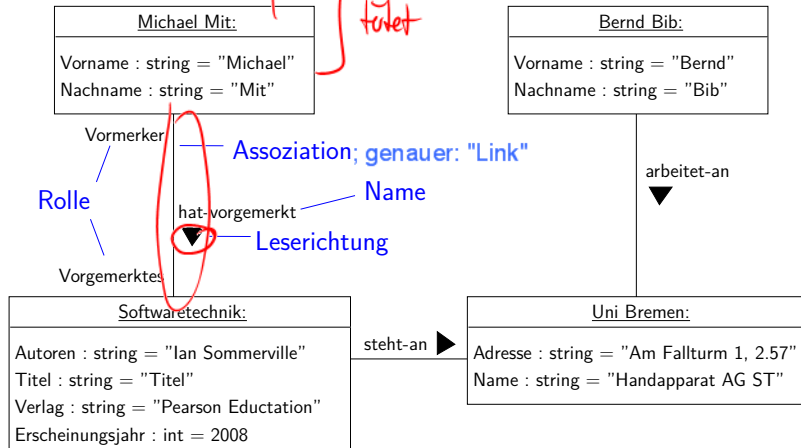 tutet
Michael Mit:
Vorname : string = "Michael"
Nachname : string = "Mit"
Bernd Bib:
Vorname : string = "Bernd"
Nachname : string = "Bib"
Vormerker
Assoziation; genauer: "Link"
arbeitet-an
Rolle
Name
hat-vorgemerkt
Leserichtung
Vorgemerktes
Softwaretechnik:
Autoren : string = "Ian Sommerville"
Titel : string = "Titel"
Verlag : string = "Pearson Eductation"
Erscheinungsjahr : int = 2008
steht-an
Uni Bremen:
Adresse : string = "Am Fallturm 1, 2.57"
Name : string = "Handapparat AG ST"